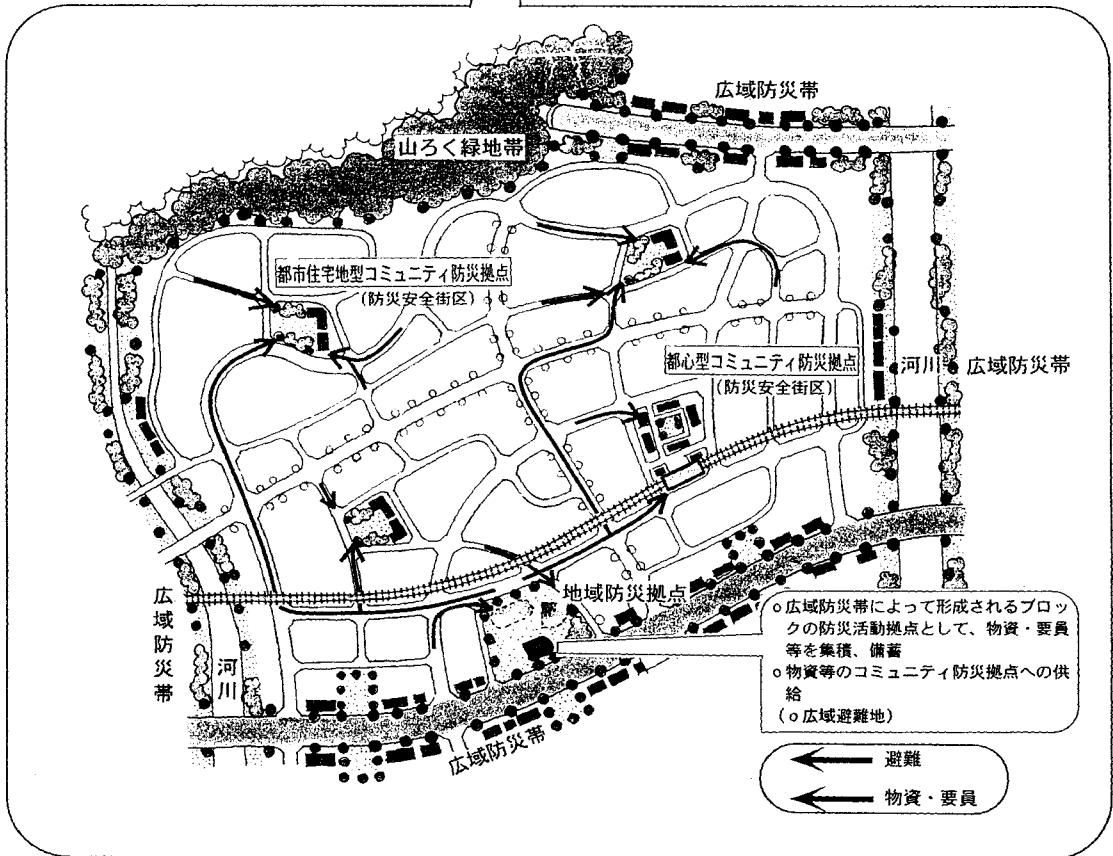 広域防災帯
山ろく緑地帯
都市住宅地型コミュニティ防災拠点
(防災安全街区)
都心型コミュニティ防災拠点
(防災安全街区)
河川
広域防災帯
地域防災拠点
広域防災帯
河川
広域防災帯
o 広域防災帯によって形成されるブロッ
クの防災活動拠点として、物資・要員
等を集積、備蓄
o 物資等のコミュニティ防災拠点への供
給
(o 広域避難地)
避難
物資・要員